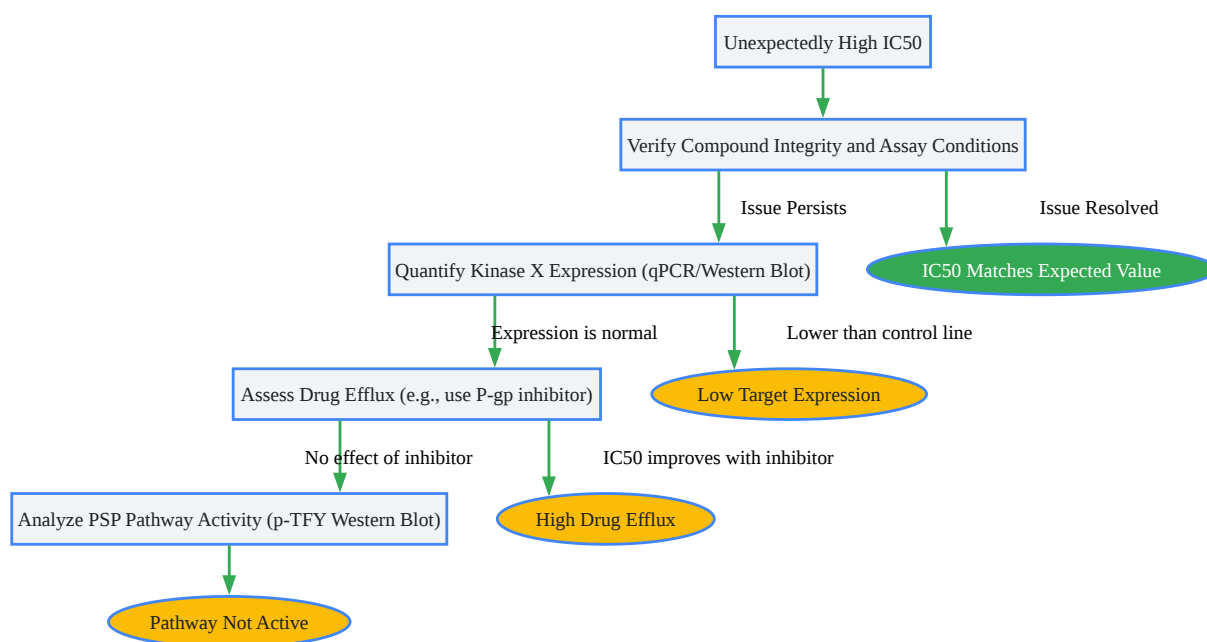 Unexpectedly High IC50
Verify Compound Integrity and Assay Conditions
Issue Persists
Issue Resolved
Quantify Kinase X Expression (qPCR/Western Blot)
IC50 Matches Expected Value
Expression is normal
Lower than control line
Assess Drug Efflux (e.g., use P-gp inhibitor)
Low Target Expression
No effect of inhibitor
IC50 improves with inhibitor
Analyze PSP Pathway Activity (p-TFY Western Blot)
High Drug Efflux
Pathway Not Active